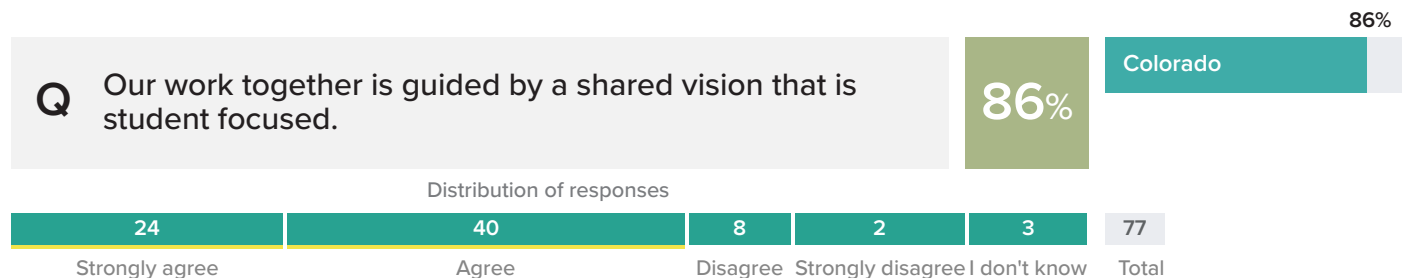 86%
Q
Our work together is guided by a shared vision that is
student focused.
86%
Colorado
Distribution of responses
24
40
8
2
3
77
Strongly agree
Agree
Disagree
Strongly disagree
I don't know
Total